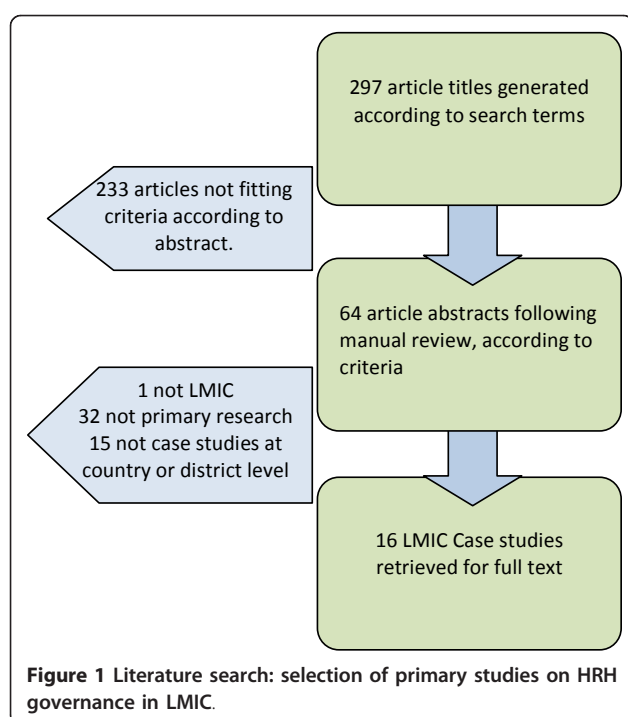 297 article titles generated
according to search terms
233 articles not fitting
criteria according to
abstract.
64 article abstracts following
manual review, according to
criteria
1 not LMIC
32 not primary research
15 not case studies at
country or district level
16 LMIC Case studies
retrieved for full text
Figure 1 Literature search: selection of primary studies on HRH
governance in LMIC.